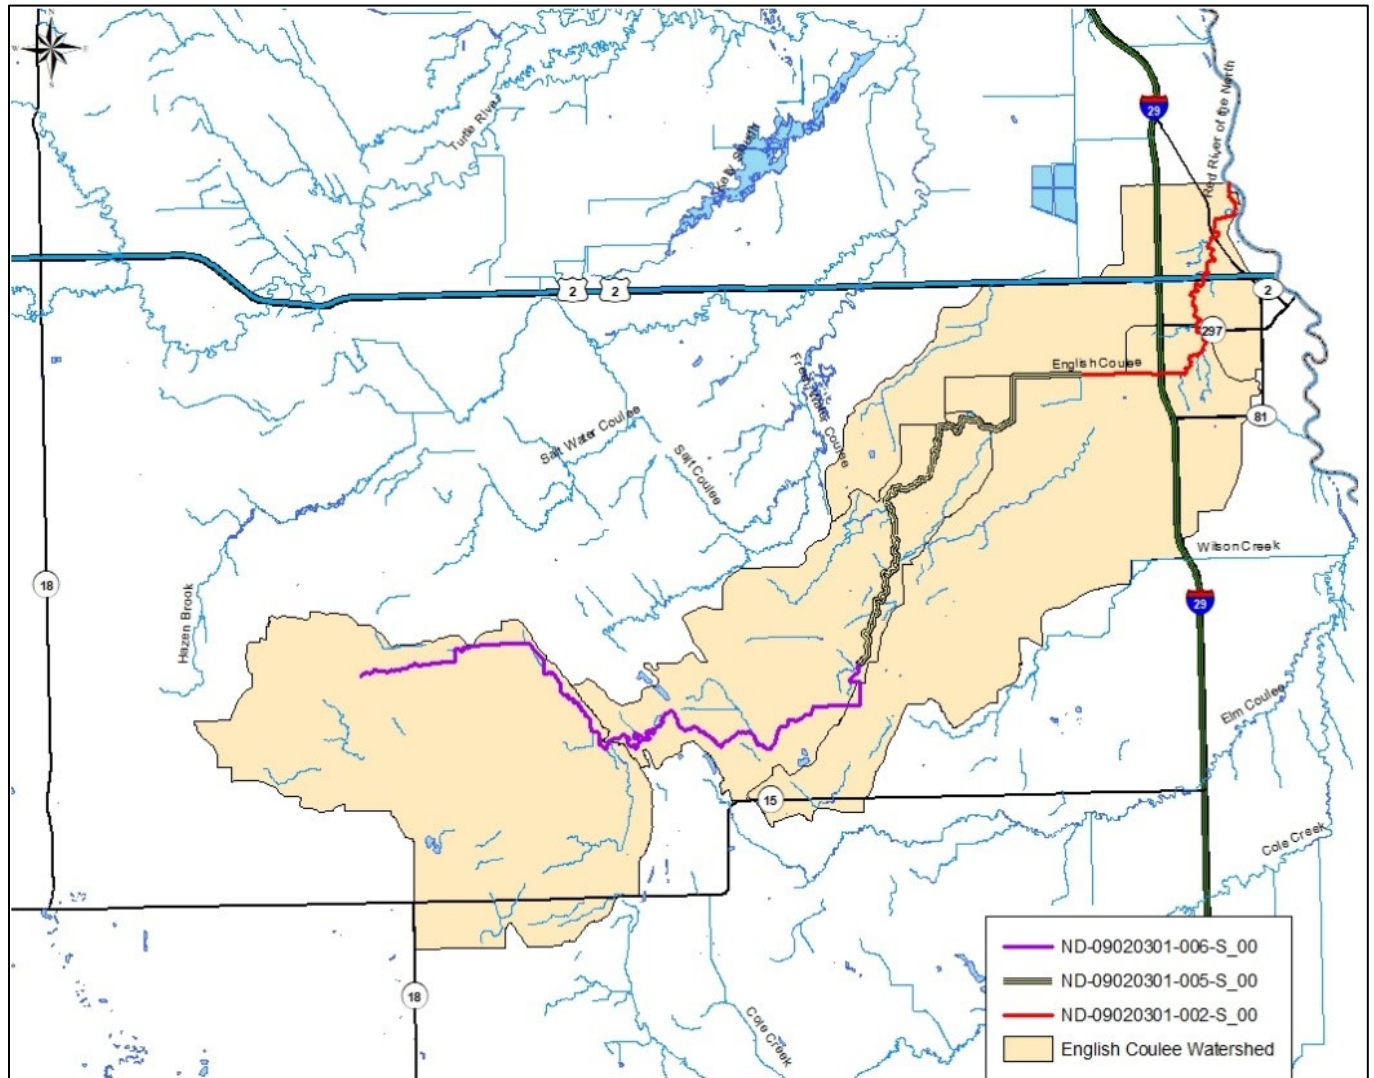 N
W
E
S
29
Red River of the North
Turtle River
Kelly Slough
2
2
2
297
English Coulee
Fresh Water Coulee
81
Salt Water Coulee
Salt Coulee
Wilson Creek
18
29
Hazen Brook
Elm Coulee
15
Cole Creek
18
Cole Creek
ND-09020301-006-S_00
ND-09020301-005-S_00
ND-09020301-002-S_00
English Coulee Watershed